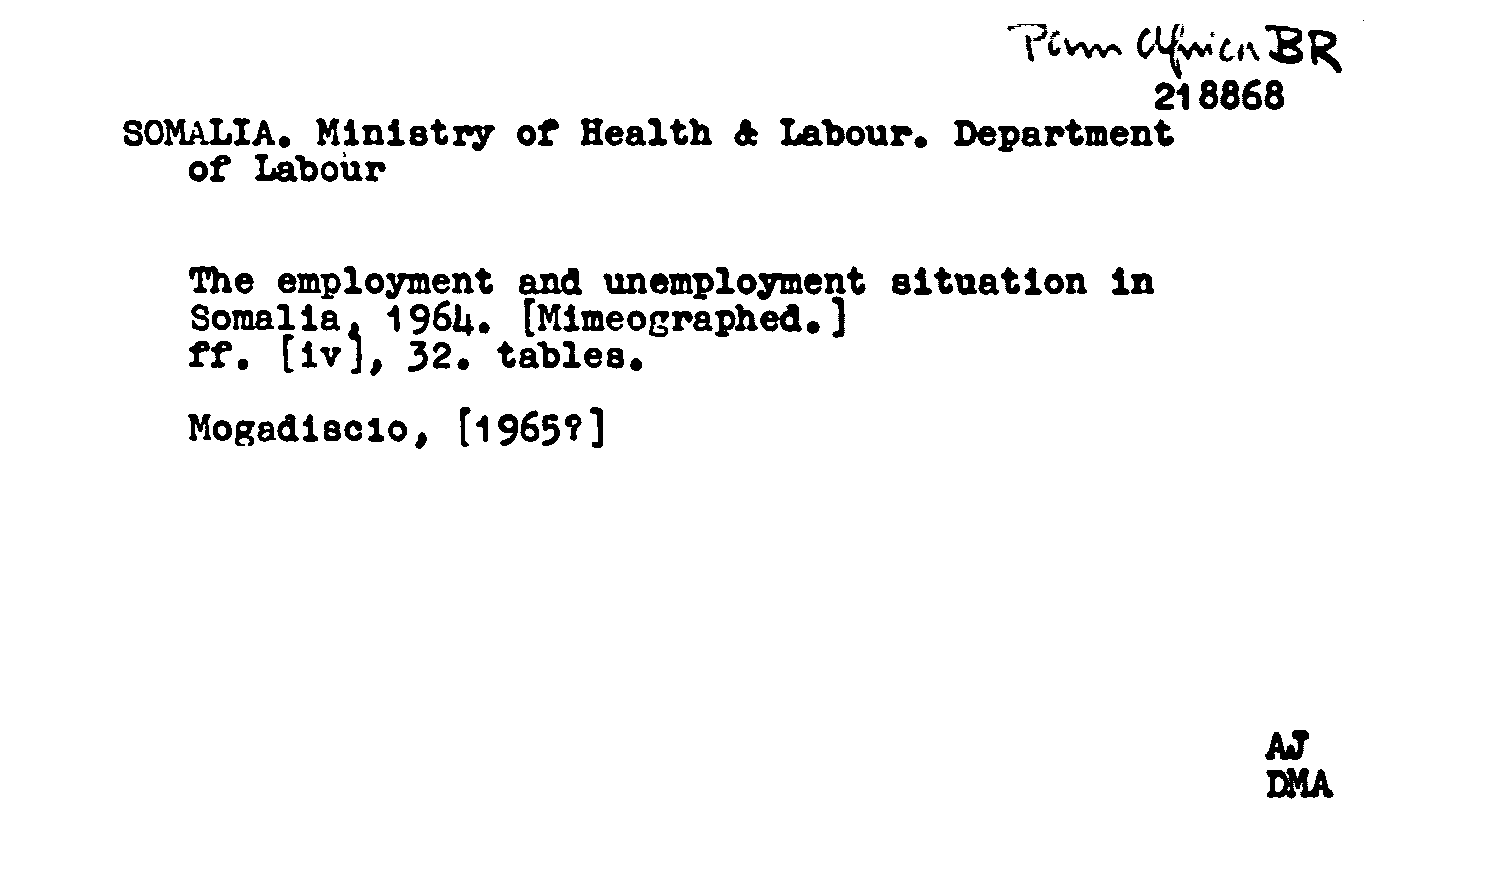 Pam Africa BR
218868
SOMALIA. Ministry of Health & Labour. Department
of Labour
The employment and unemployment situation in
Somalia, 1964. [Mimeographed.]
ff. [iv], 32. tables.
Mogadiscio, [1965?]
AJ
DMA